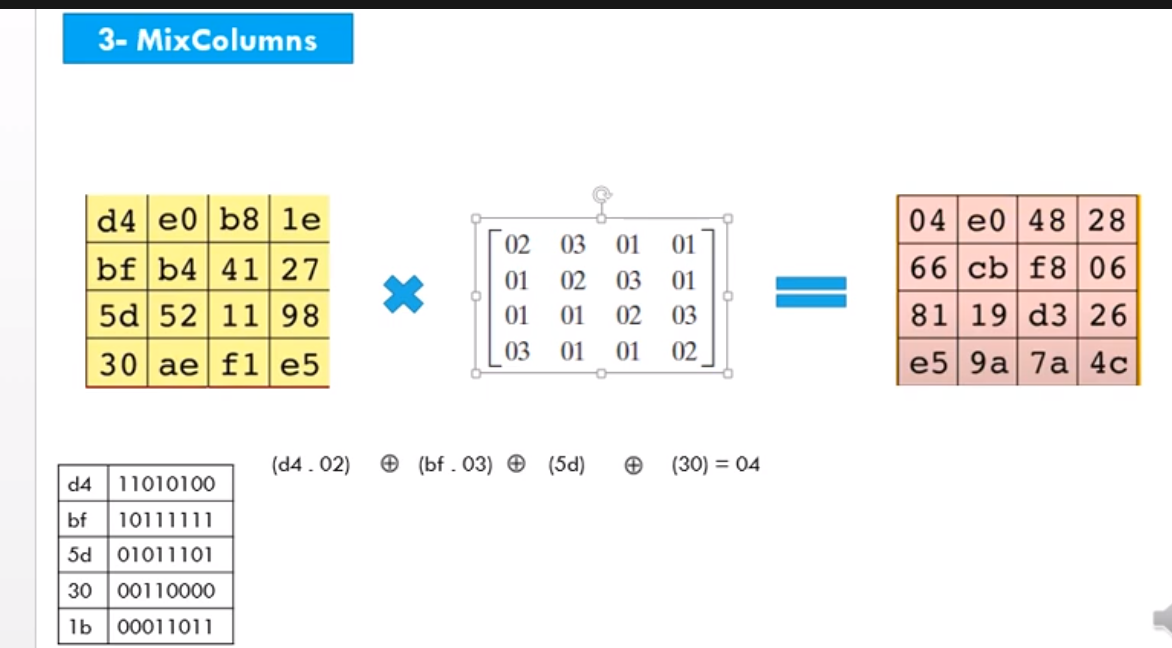 3- MixColumns
d4 e0 b8 1e
bf b4 41 27
5d 52 11 98
30 ae f1 e5
02 03 01 01
01 02 03 01
01 01 02 03
03 01 01 02
04 e0 48 28
66 cb f8 06
81 19 d3 26
e5 9a 7a 4c
(d4 . 02) ⊕ (bf . 03) ⊕ (5d) ⊕ (30) = 04
d4 11010100
bf 10111111
5d 01011101
30 00110000
1b 00011011